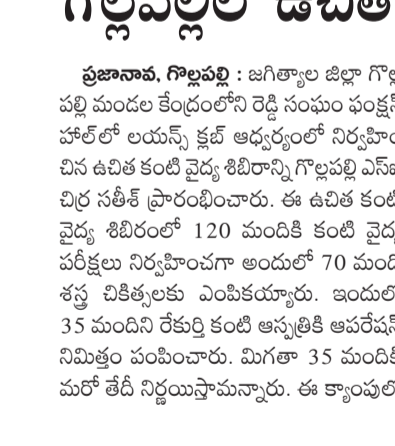 గొల్లపల్లిలో ఉచిత
ప్రజానావ, గొల్లపల్లి : జగిత్యాల జిల్లా గొల్ల
పల్లి మండల కేంద్రంలోని రెడ్డి సంఘం ఫంక్షన్
హాల్‌లో లయన్స్ క్లబ్ ఆధ్వర్యంలో నిర్వహిం
చిన ఉచిత కంటి వైద్య శిబిరాన్ని గొల్లపల్లి ఎస్ఐ
చిర్ర సతీశ్ ప్రారంభించారు. ఈ ఉచిత కంటి
వైద్య శిబిరంలో 120 మందికి కంటి వైద్య
పరీక్షలు నిర్వహించగా అందులో 70 మంది
శస్త్ర చికిత్సలకు ఎంపికయ్యారు. ఇందులో
35 మందిని రేకుర్తి కంటి ఆస్పత్రికి ఆపరేషన్
నిమిత్తం పంపించారు. మిగతా 35 మందికి
మరో తేదీ నిర్ణయిస్తామన్నారు. ఈ క్యాంపులో